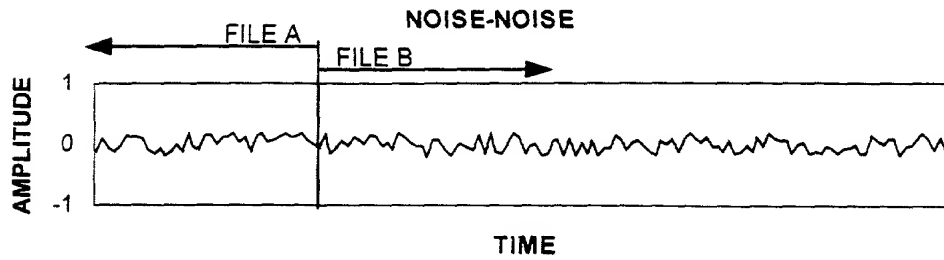 NOISE-NOISE
FILE A
FILE B
AMPLITUDE
1
0
-1
TIME